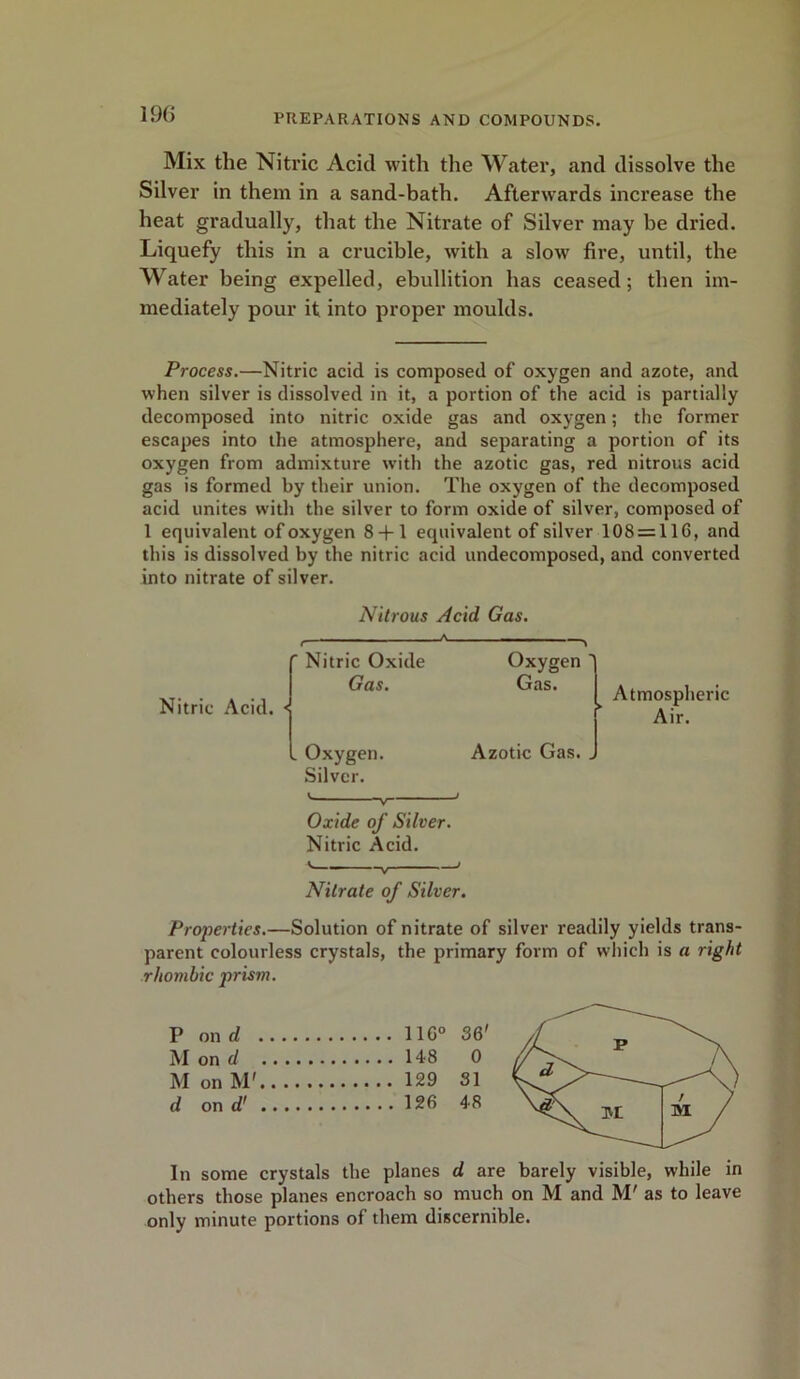 196
PREPARATIONS AND COMPOUNDS.
Mix the Nitric Acid with the Water, and dissolve the
Silver in them in a sand-bath. Afterwards increase the
heat gradually, that the Nitrate of Silver may be dried.
Liquefy this in a crucible, with a slow fire, until, the
Water being expelled, ebullition has ceased; then im-
mediately pour it into proper moulds.
Process.—Nitric acid is composed of oxygen and azote, and
when silver is dissolved in it, a portion of the acid is partially
decomposed into nitric oxide gas and oxygen; the former
escapes into the atmosphere, and separating a portion of its
oxygen from admixture with the azotic gas, red nitrous acid
gas is formed by their union. The oxygen of the decomposed
acid unites with the silver to form oxide of silver, composed of
1 equivalent of oxygen 8+1 equivalent of silver 108=116, and
this is dissolved by the nitric acid undecomposed, and converted
into nitrate of silver.
Nitrous Acid Gas.
Nitric Oxide Oxygen
Gas. Gas.
Nitric Acid. Atmospheric
Air.
Oxygen. Azotic Gas.
Silver.
Oxide of Silver.
Nitric Acid.
Nitrate of Silver.
Properties.—Solution of nitrate of silver readily yields trans-
parent colourless crystals, the primary form of which is a right
rhombic prism.
P on d ............ 116° 36′
M on d ............ 148 0
M on M'............ 129 31
d on d' ............ 126 48
P
d
d'
M
M'
In some crystals the planes d are barely visible, while in
others those planes encroach so much on M and M' as to leave
only minute portions of them discernible.